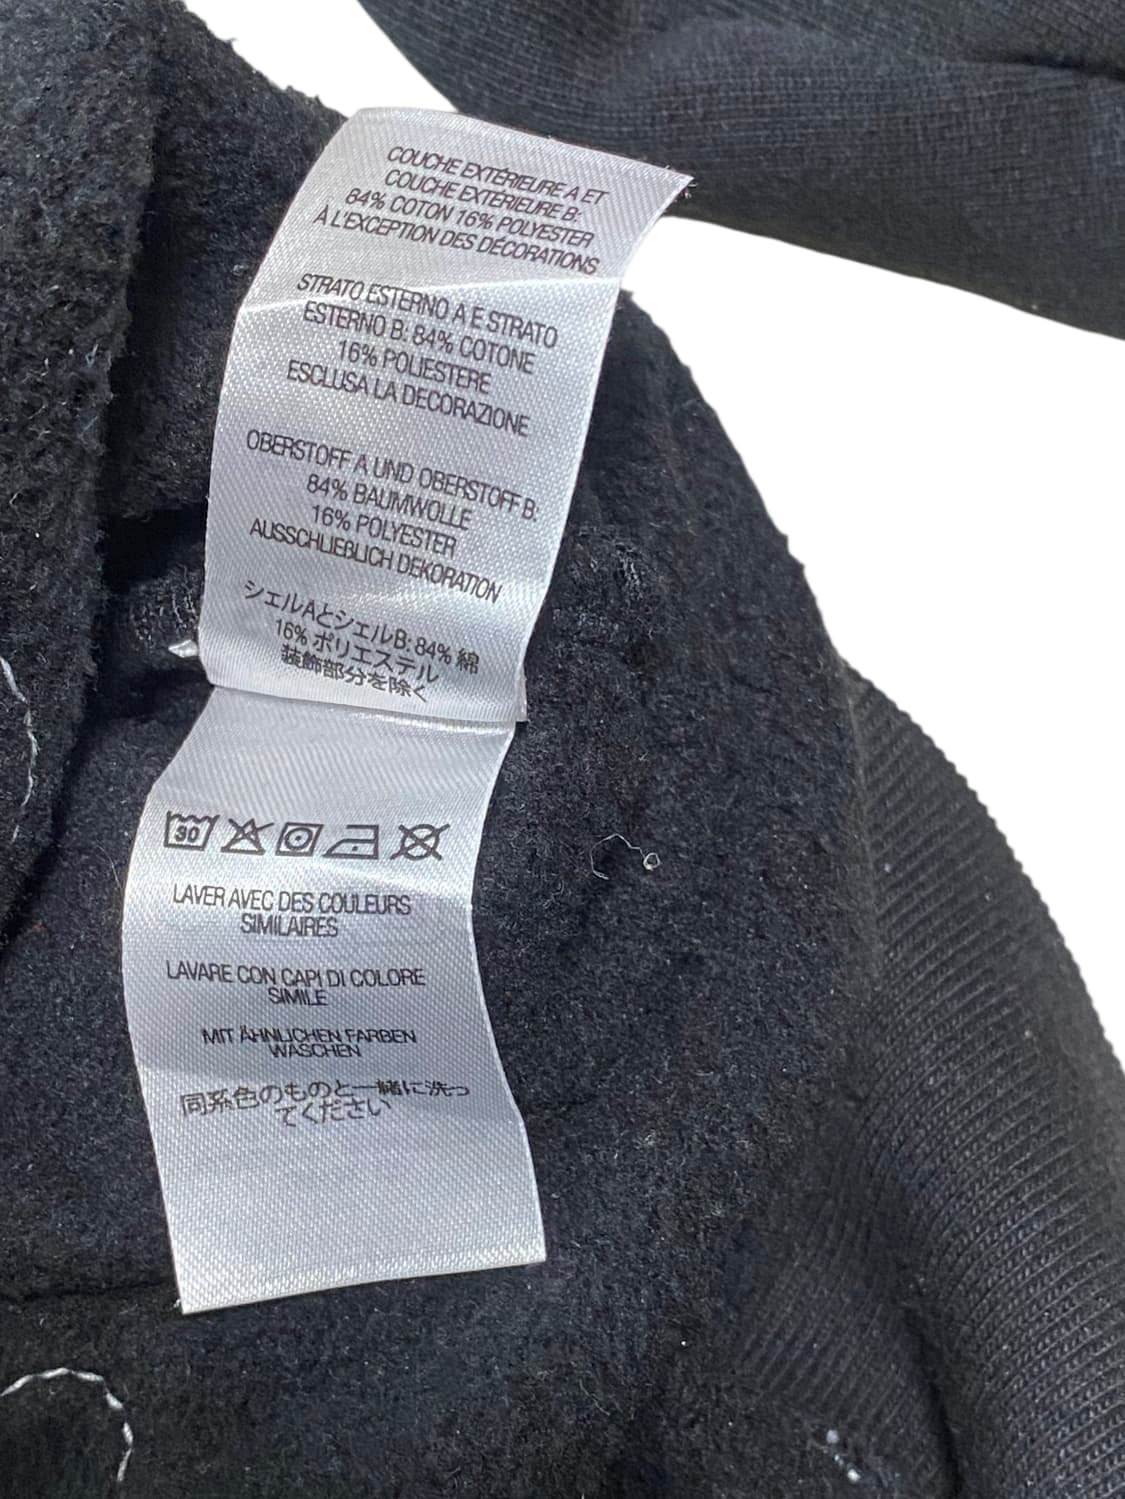 COUCHE EXTÉRIEURE A ET
COUCHE EXTERIEURE B:
84% COTON 16% POLYESTER
À L'EXCEPTION DES DÉCORATIONS
STRATO ESTERNO A E STRATO
ESTERNO B: 84% COTONE
16% POLIESTERE
ESCLUSA LA DECORAZIONE
OBERSTOFF A UND OBERSTOFF B:
84% BAUMWOLLE
16% POLYESTER
AUSSCHLIEBLICH DEKORATION
シェルAとシェルB: 84% 綿
16% ポリエステル
装飾部分を除く
30
LAVER AVEC DES COULEURS
SIMILAIRES
LAVARE CON CAPI DI COLORE
SIMILE
MIT ÄHNLICHEN FARBEN
WASCHEN
同系色のものと一緒に洗っ
てください